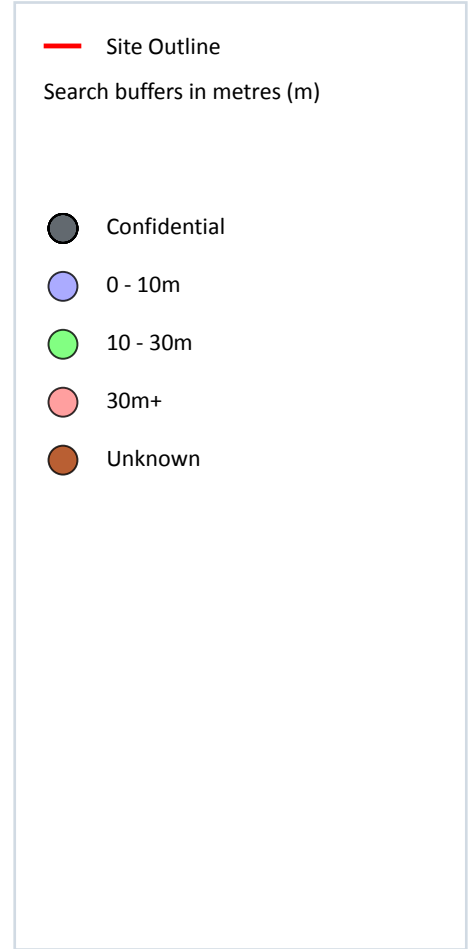 Site Outline
Search buffers in metres (m)
Confidential
0 - 10m
10 - 30m
30m+
Unknown